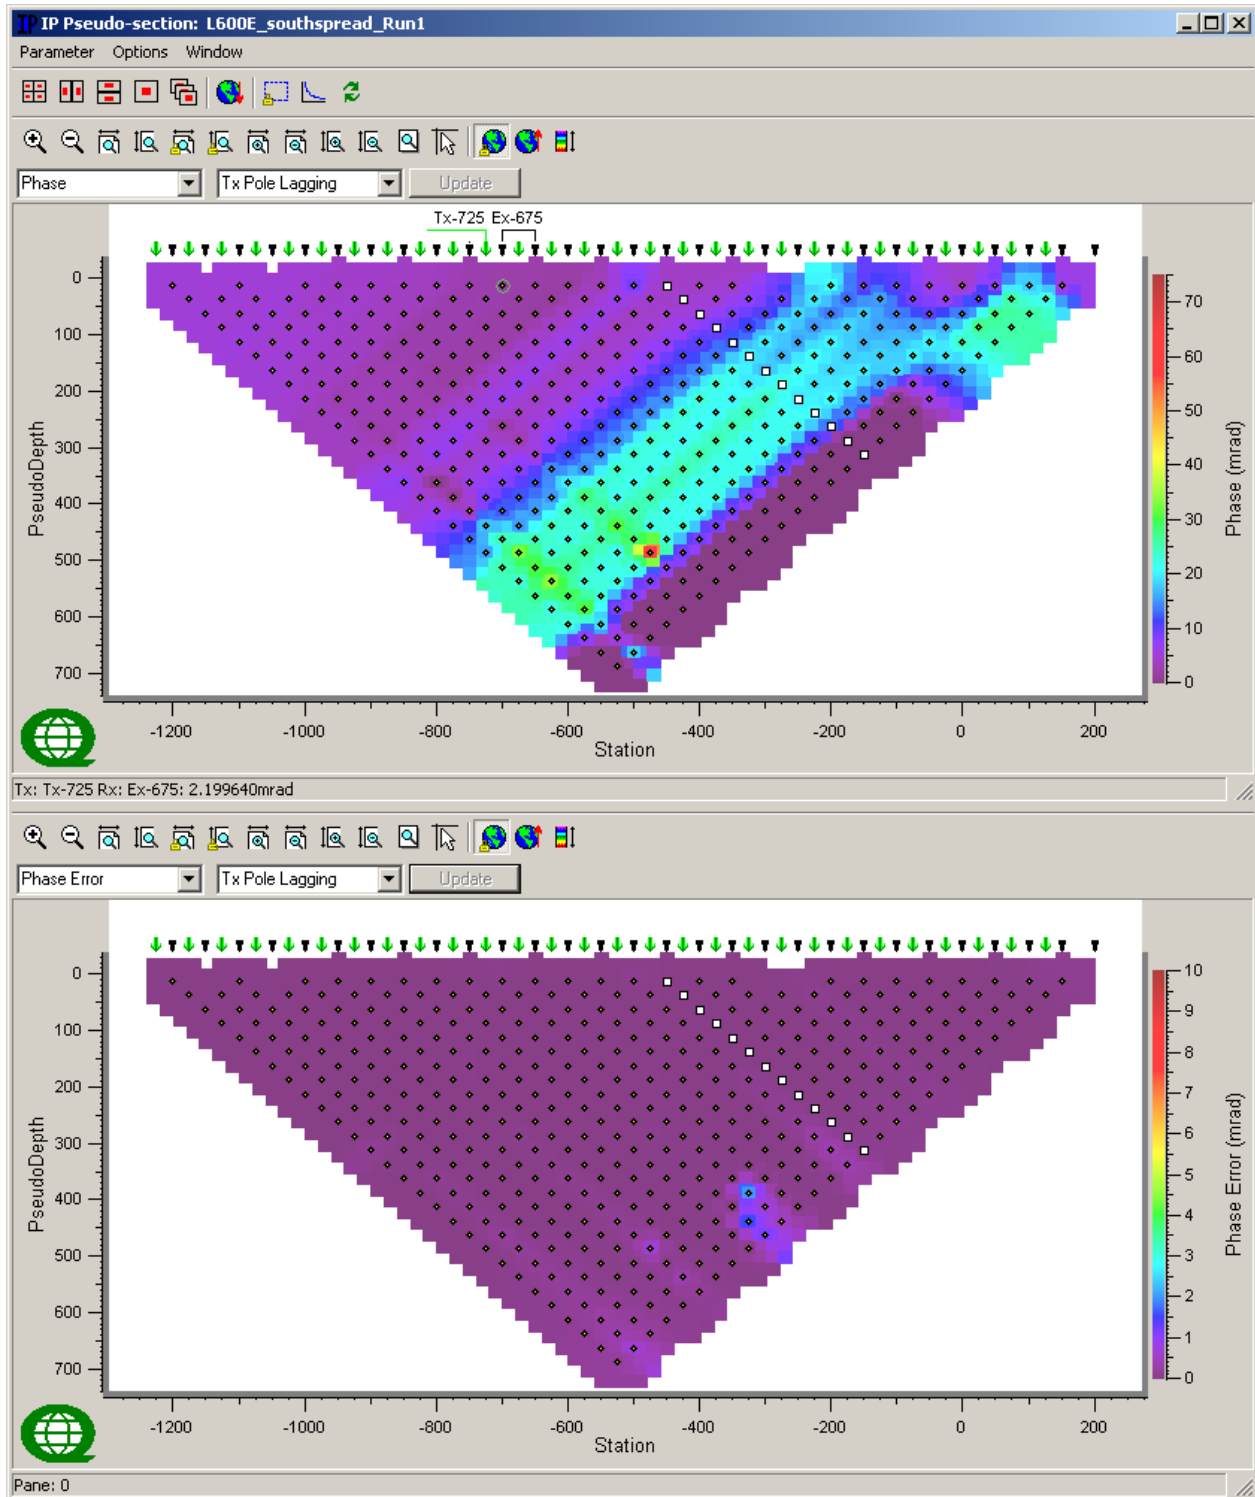 IP IP Pseudo-section: L600E_southspread_Run1
Parameter Options Window
Phase Tx Pole Lagging Update
Tx-725 Ex-675
0
100
200
300
400
500
600
700
PseudoDepth
-1200 -1000 -800 -600 -400 -200 0 200
Station
70
60
50
40
30
20
10
0
Phase (mrad)
Tx: Tx-725 Rx: Ex-675: 2.199640mrad
Phase Error Tx Pole Lagging Update
0
100
200
300
400
500
600
700
PseudoDepth
-1200 -1000 -800 -600 -400 -200 0 200
Station
10
9
8
7
6
5
4
3
2
1
0
Phase Error (mrad)
Pane: 0